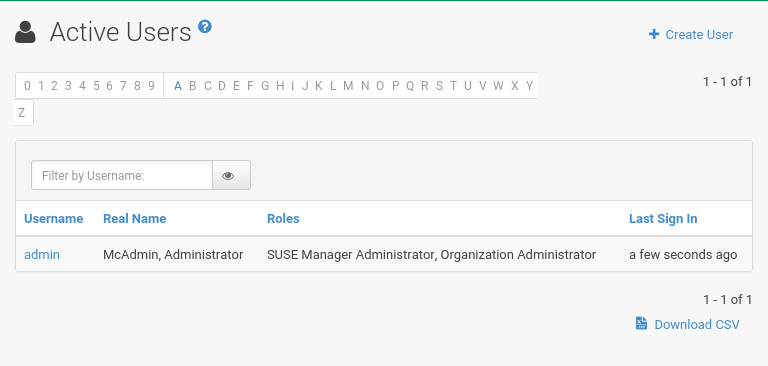 Active Users ?
Create User
0 1 2 3 4 5 6 7 8 9 A B C D E F G H I J K L M N O P Q R S T U V W X Y
1 - 1 of 1
Z
Filter by Username:
Username Real Name Roles Last Sign In
admin McAdmin, Administrator SUSE Manager Administrator, Organization Administrator a few seconds ago
1 - 1 of 1
Download CSV